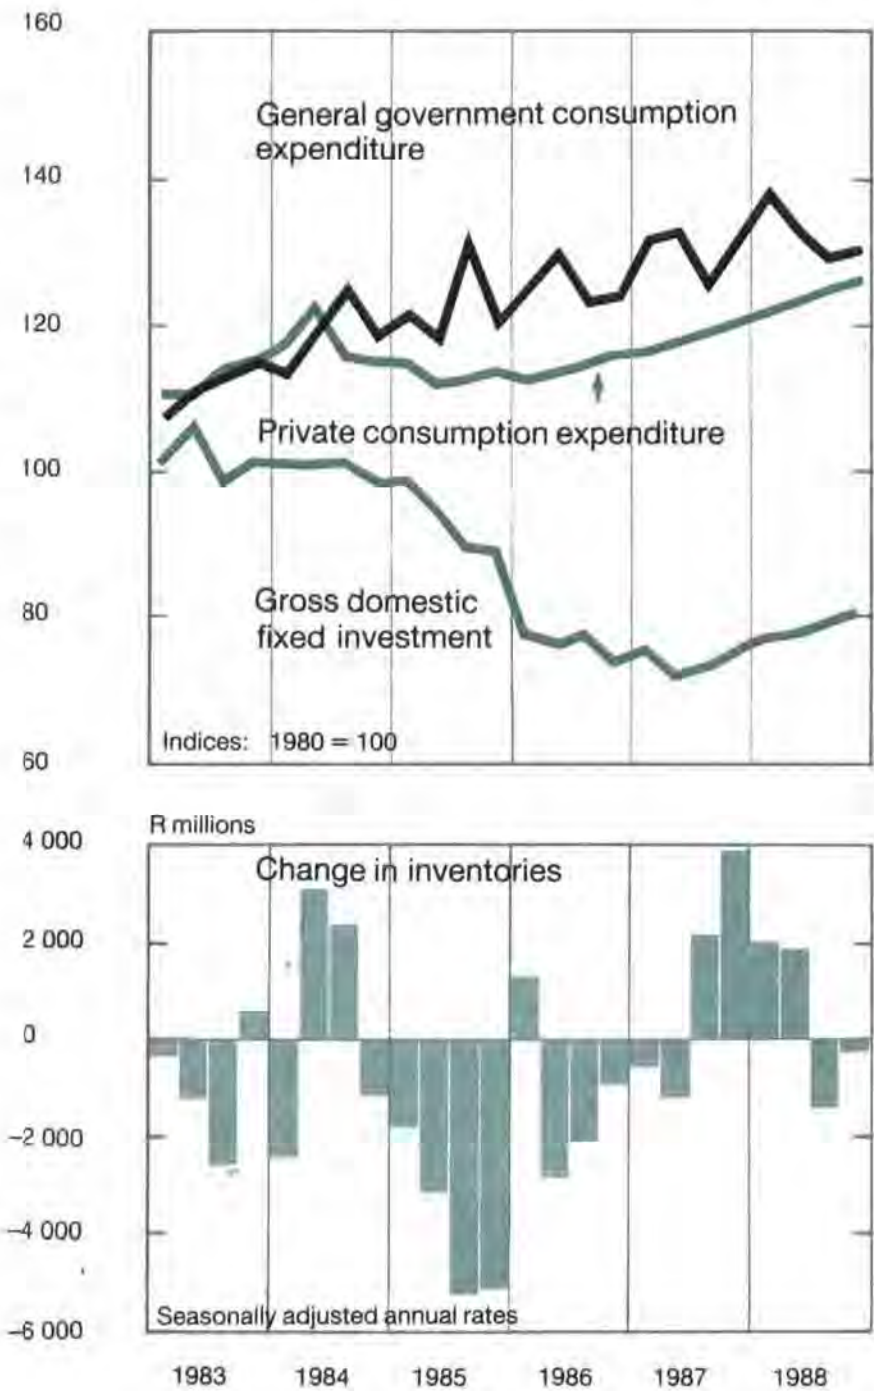 160
General government consumption
expenditure
140
120
Private consumption expenditure
100
Gross domestic
fixed investment
80
Indices: 1980 = 100
60
R millions
4 000
Change in inventories
2 000
0
–2 000
–4 000
Seasonally adjusted annual rates
–6 000
1983 1984 1985 1986 1987 1988